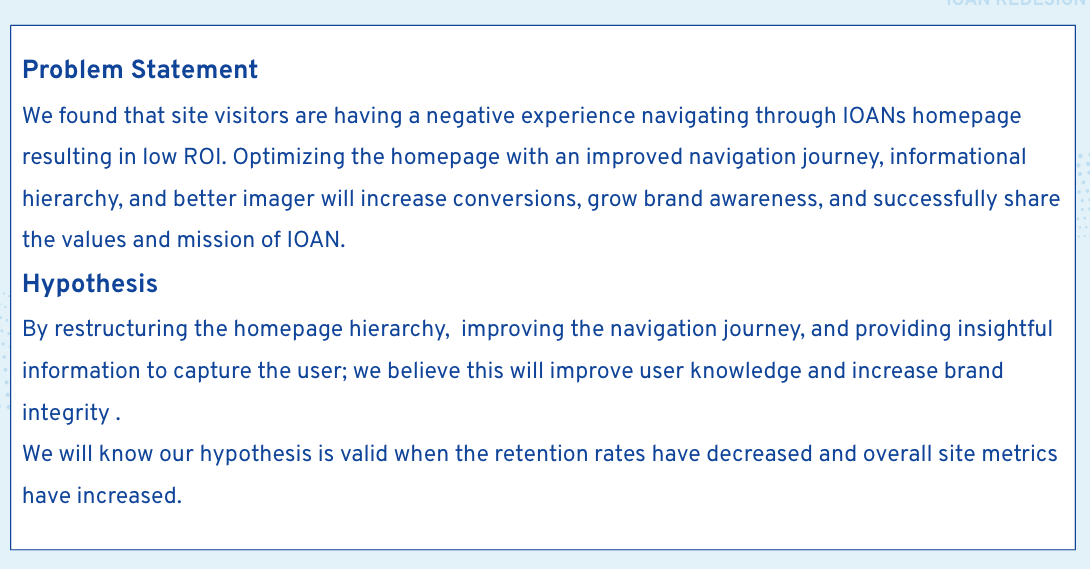 IOAN REDESIGN
Problem Statement
We found that site visitors are having a negative experience navigating through IOANs homepage
resulting in low ROI. Optimizing the homepage with an improved navigation journey, informational
hierarchy, and better imager will increase conversions, grow brand awareness, and successfully share
the values and mission of IOAN.
Hypothesis
By restructuring the homepage hierarchy,  improving the navigation journey, and providing insightful
information to capture the user; we believe this will improve user knowledge and increase brand
integrity .
We will know our hypothesis is valid when the retention rates have decreased and overall site metrics
have increased.